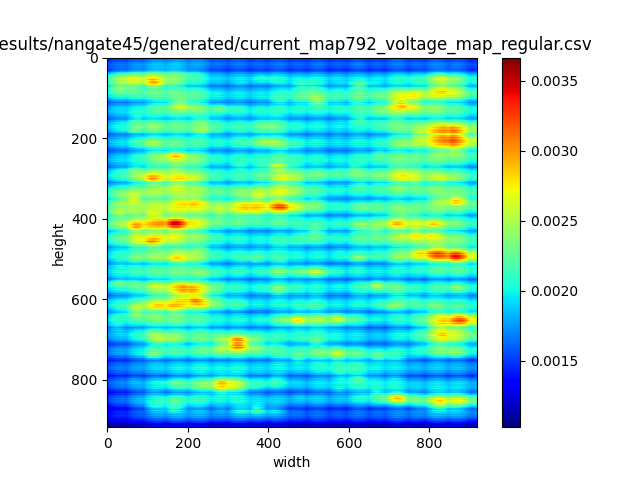 esults/nangate45/generated/current_map792_voltage_map_regular.csv
0
200
400
600
800
height
0 200 400 600 800
width
0.0035
0.0030
0.0025
0.0020
0.0015